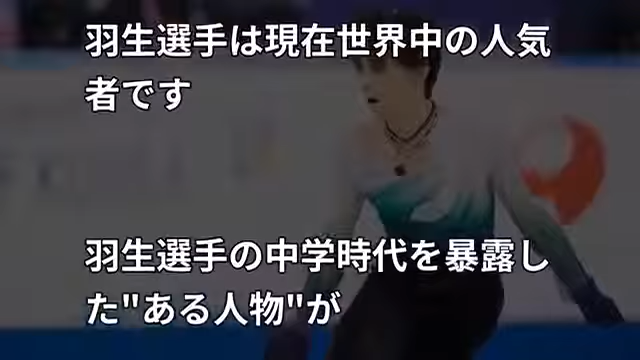 羽生選手は現在世界中の人気
者です
羽生選手の中学時代を暴露し
た"ある人物"が